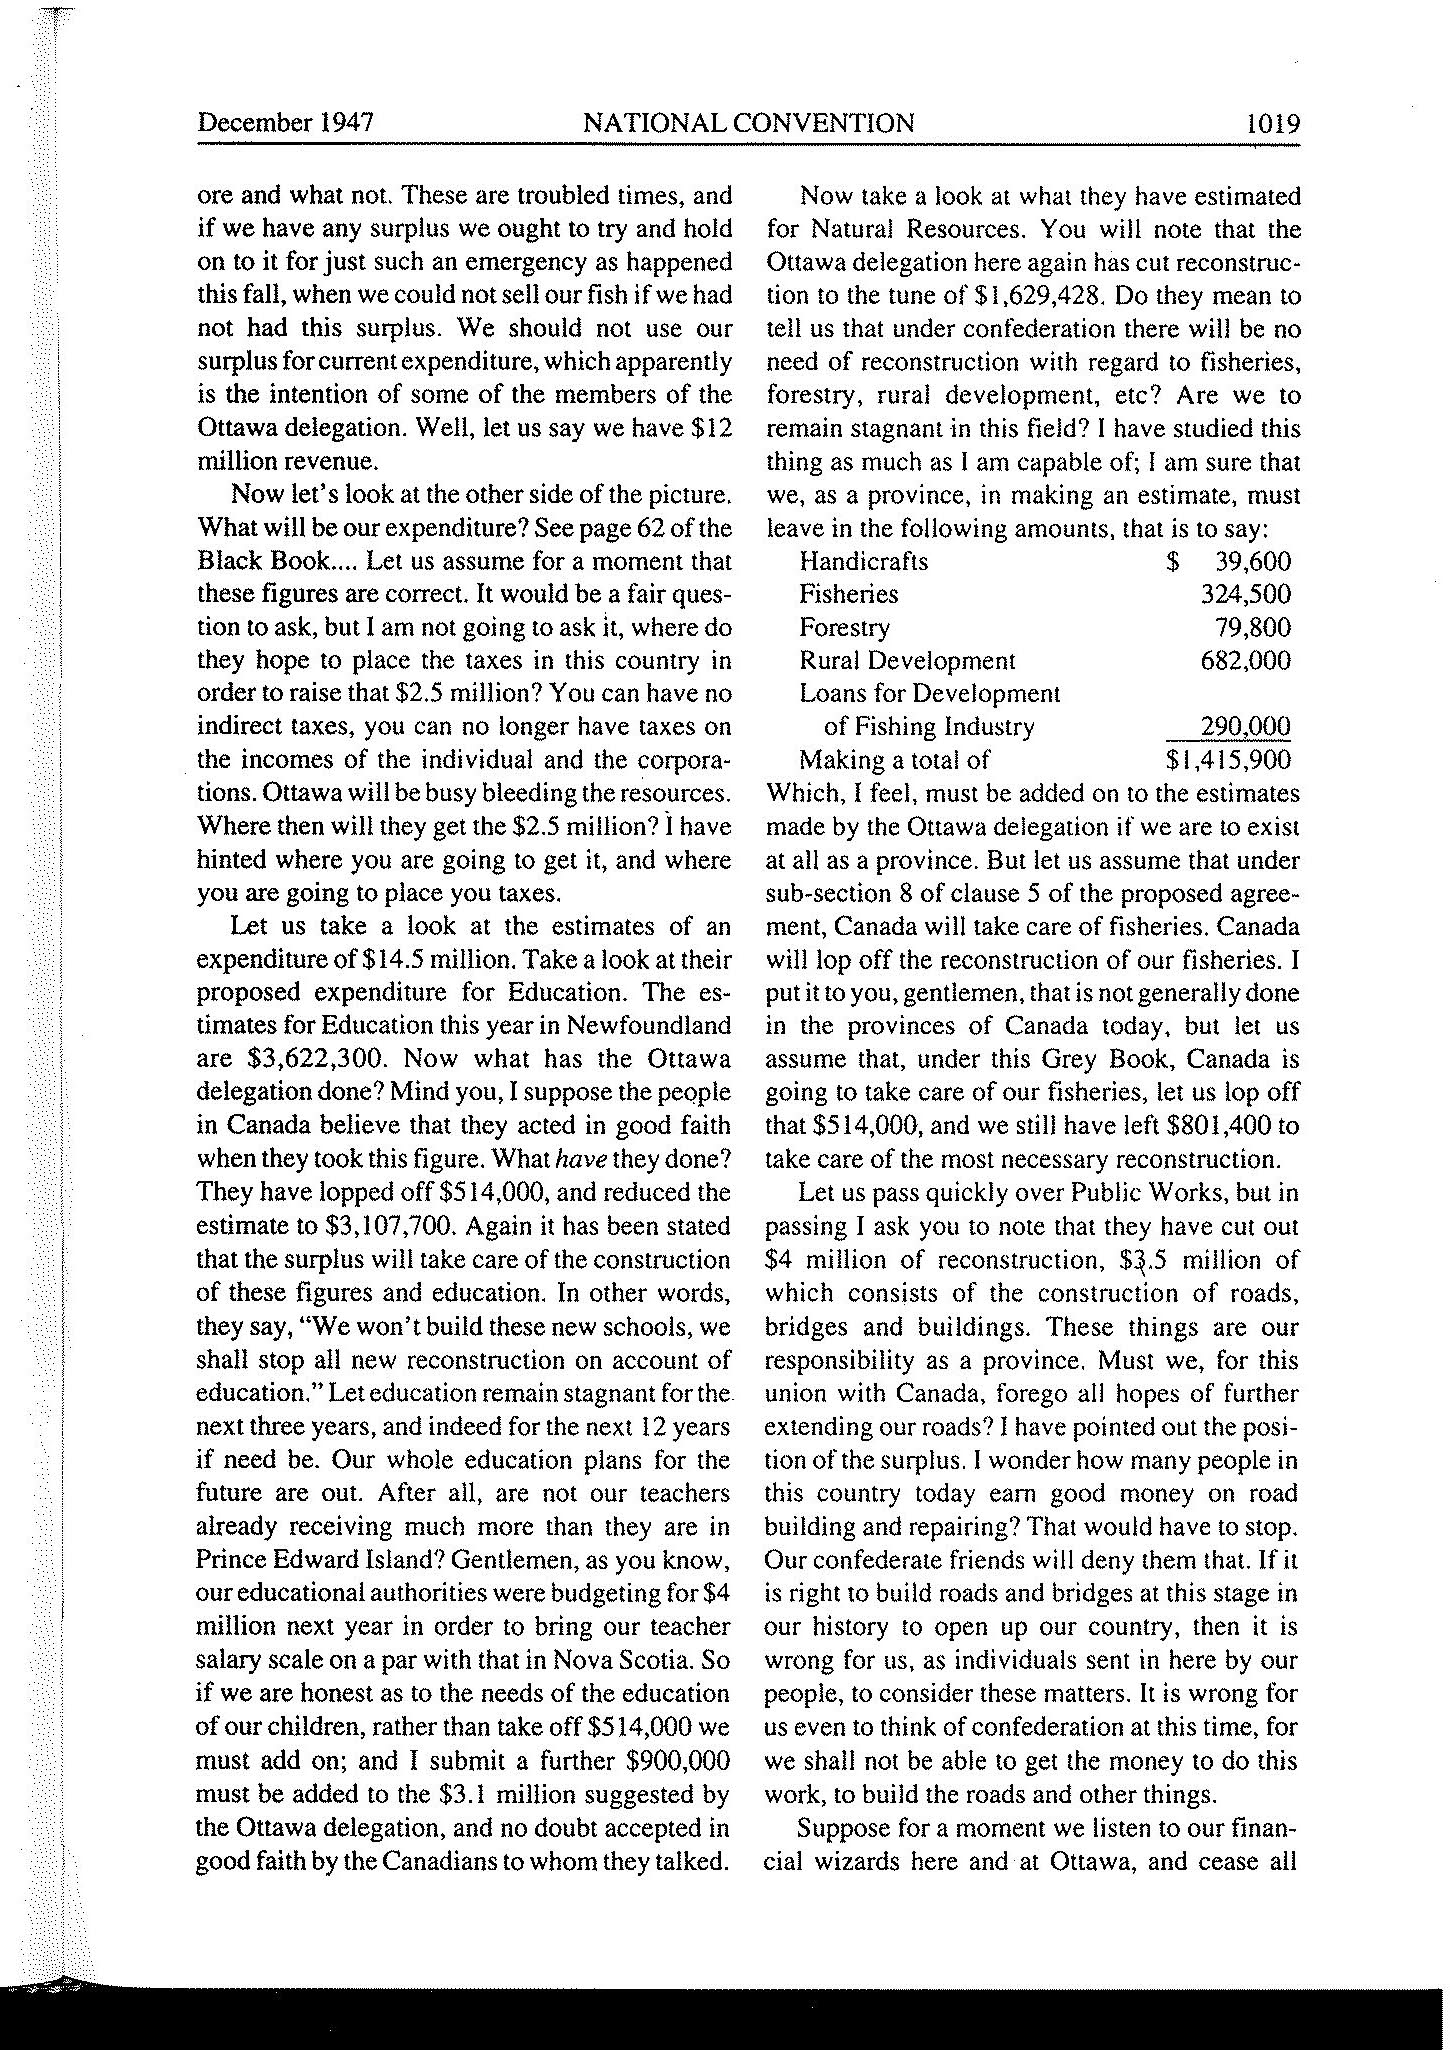 December 1947 NATIONAL CONVENTION 1019
ore and what not. These are troubled times, and
if we have any surplus we ought to try and hold
on to it for just such an emergency as happened
this fall, when we could not sell our fish if we had
not had this surplus. We should not use our
surplus for current expenditure, which apparently
is the intention of some of the members of the
Ottawa delegation. Well, let us say we have $12
million revenue.
Now let's look at the other side of the picture.
What will be our expenditure? See page 62 of the
Black Book.... Let us assume for a moment that
these figures are correct. It would be a fair ques-
tion to ask, but I am not going to ask it, where do
they hope to place the taxes in this country in
order to raise that $2.5 million? You can have no
indirect taxes, you can no longer have taxes on
the incomes of the individual and the corpora-
tions. Ottawa will be busy bleeding the resources.
Where then will they get the $2.5 million? I have
hinted where you are going to get it, and where
you are going to place you taxes.
Let us take a look at the estimates of an
expenditure of $14.5 million. Take a look at their
proposed expenditure for Education. The es-
timates for Education this year in Newfoundland
are $3,622,300. Now what has the Ottawa
delegation done? Mind you, I suppose the people
in Canada believe that they acted in good faith
when they took this figure. What have they done?
They have lopped off $514,000, and reduced the
estimate to $3,107,700. Again it has been stated
that the surplus will take care of the construction
of these figures and education. In other words,
they say, "We won't build these new schools, we
shall stop all new reconstruction on account of
education." Let education remain stagnant for the
next three years, and indeed for the next 12 years
if need be. Our whole education plans for the
future are out. After all, are not our teachers
already receiving much more than they are in
Prince Edward Island? Gentlemen, as you know,
our educational authorities were budgeting for $4
million next year in order to bring our teacher
salary scale on a par with that in Nova Scotia. So
if we are honest as to the needs of the education
of our children, rather than take off $514,000 we
must add on; and I submit a further $900,000
must be added to the $3.1 million suggested by
the Ottawa delegation, and no doubt accepted in
good faith by the Canadians to whom they talked.
Now take a look at what they have estimated
for Natural Resources. You will note that the
Ottawa delegation here again has cut reconstruc-
tion to the tune of $1,629,428. Do they mean to
tell us that under confederation there will be no
need of reconstruction with regard to fisheries,
forestry, rural development, etc? Are we to
remain stagnant in this field? I have studied this
thing as much as I am capable of; I am sure that
we, as a province, in making an estimate, must
leave in the following amounts, that is to say:
Handicrafts $ 39,600
Fisheries 324,500
Forestry 79,800
Rural Development 682,000
Loans for Development
of Fishing Industry 290,000
Making a total of $1,415,900
Which, I feel, must be added on to the estimates
made by the Ottawa delegation if we are to exist
at all as a province. But let us assume that under
sub-section 8 of clause 5 of the proposed agree-
ment, Canada will take care of fisheries. Canada
will lop off the reconstruction of our fisheries. I
put it to you, gentlemen, that is not generally done
in the provinces of Canada today, but let us
assume that, under this Grey Book, Canada is
going to take care of our fisheries, let us lop off
that $514,000, and we still have left $801,400 to
take care of the most necessary reconstruction.
Let us pass quickly over Public Works, but in
passing I ask you to note that they have cut out
$4 million of reconstruction, $3.5 million of
which consists of the construction of roads,
bridges and buildings. These things are our
responsibility as a province. Must we, for this
union with Canada, forego all hopes of further
extending our roads? I have pointed out the posi-
tion of the surplus. I wonder how many people in
this country today earn good money on road
building and repairing? That would have to stop.
Our confederate friends will deny them that. If it
is right to build roads and bridges at this stage in
our history to open up our country, then it is
wrong for us, as individuals sent in here by our
people, to consider these matters. It is wrong for
us even to think of confederation at this time, for
we shall not be able to get the money to do this
work, to build the roads and other things.
Suppose for a moment we listen to our finan-
cial wizards here and at Ottawa, and cease all